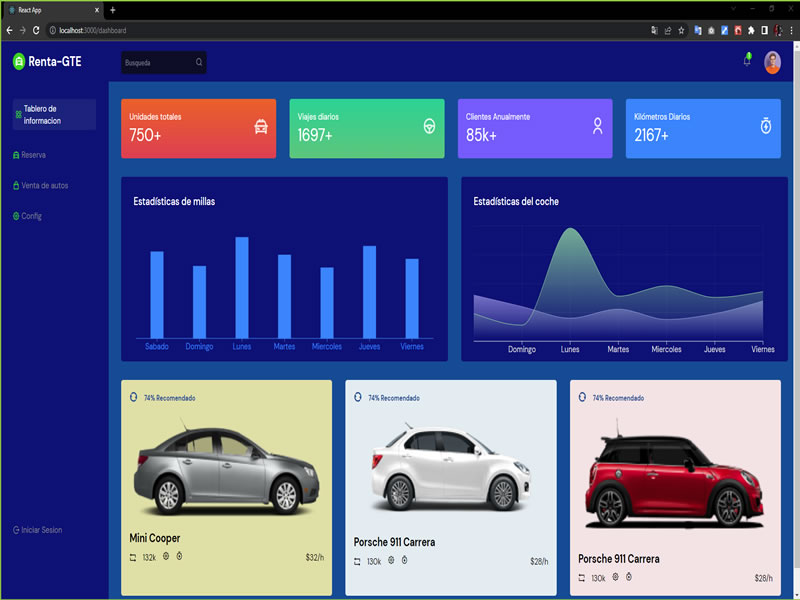 React App
localhost:3000/dashboard
Renta-GTE
Busqueda
1
Tablero de
informacion
Reserva
Venta de autos
Config
Iniciar Sesion
Unidades totales
750+
Viajes diarios
1697+
Clientes Anualmente
85k+
Kilómetros Diarios
2167+
Estadísticas de millas
Sabado Domingo Lunes Martes Miercoles Jueves Viernes
Estadísticas del coche
Domingo Lunes Martes Miercoles Jueves Viernes
74% Recomendado
Mini Cooper
132k $32/h
74% Recomendado
Porsche 911 Carrera
130k $28/h
74% Recomendado
Porsche 911 Carrera
130k $28/h